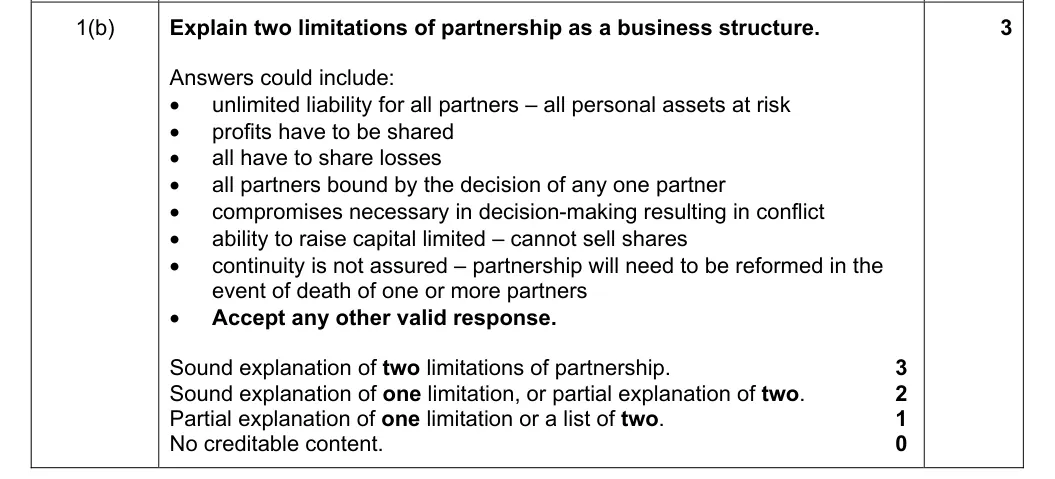 1(b)
Explain two limitations of partnership as a business structure.
3
Answers could include:
• unlimited liability for all partners – all personal assets at risk
• profits have to be shared
• all have to share losses
• all partners bound by the decision of any one partner
• compromises necessary in decision-making resulting in conflict
• ability to raise capital limited – cannot sell shares
• continuity is not assured – partnership will need to be reformed in the
event of death of one or more partners
• Accept any other valid response.
Sound explanation of two limitations of partnership. 3
Sound explanation of one limitation, or partial explanation of two. 2
Partial explanation of one limitation or a list of two. 1
No creditable content. 0